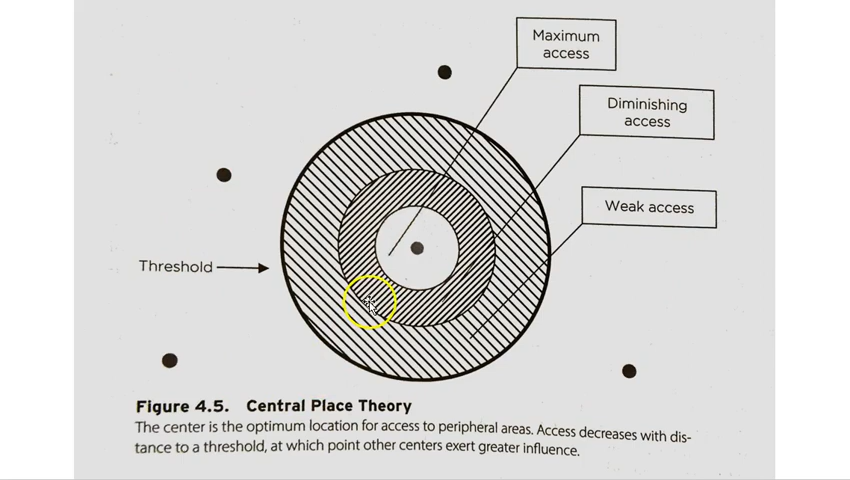 Maximum
access
Diminishing
access
Weak access
Threshold
Figure 4.5. Central Place Theory
The center is the optimum location for access to peripheral areas. Access decreases with dis-
tance to a threshold, at which point other centers exert greater influence.